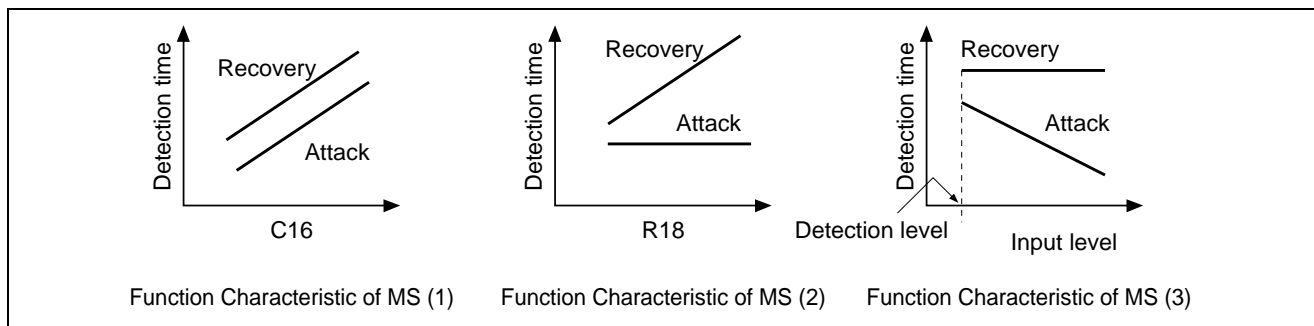 Detection time
Recovery
Attack
C16
Function Characteristic of MS (1)
Detection time
Recovery
Attack
R18
Function Characteristic of MS (2)
Detection time
Recovery
Attack
Detection level
Input level
Function Characteristic of MS (3)